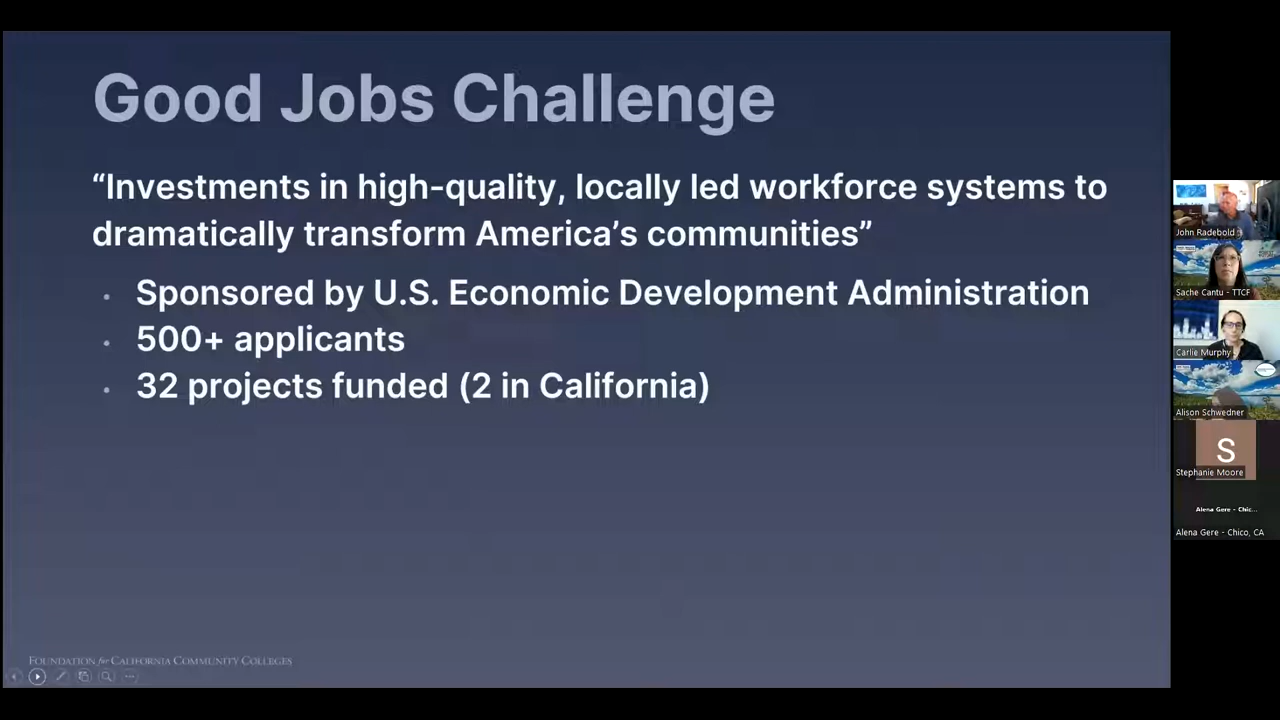 Good Jobs Challenge
“Investments in high-quality, locally led workforce systems to
dramatically transform America’s communities”
• Sponsored by U.S. Economic Development Administration
• 500+ applicants
• 32 projects funded (2 in California)
FOUNDATION for CALIFORNIA COMMUNITY COLLEGES
John Radebold
Sache Cantu - TTCF
Carlie Murphy
Alison Schwedner
S
Stephanie Moore
Alena Gere - Chic...
Alena Gere - Chico, CA